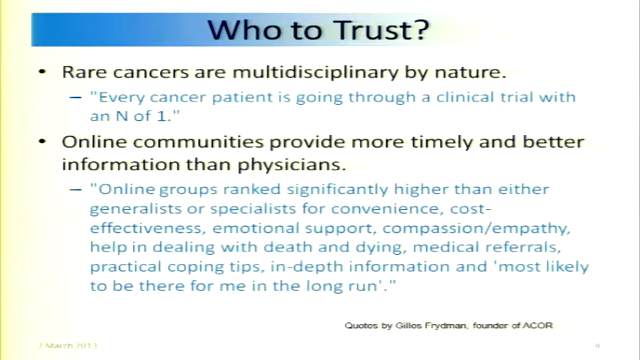 Who to Trust?
• Rare cancers are multidisciplinary by nature.
– "Every cancer patient is going through a clinical trial with
an N of 1."
• Online communities provide more timely and better
information than physicians.
– "Online groups ranked significantly higher than either
generalists or specialists for convenience, cost-
effectiveness, emotional support, compassion/empathy,
help in dealing with death and dying, medical referrals,
practical coping tips, in-depth information and 'most likely
to be there for me in the long run'."
Quotes by Gilles Frydman, founder of ACOR
7 March 2013
8